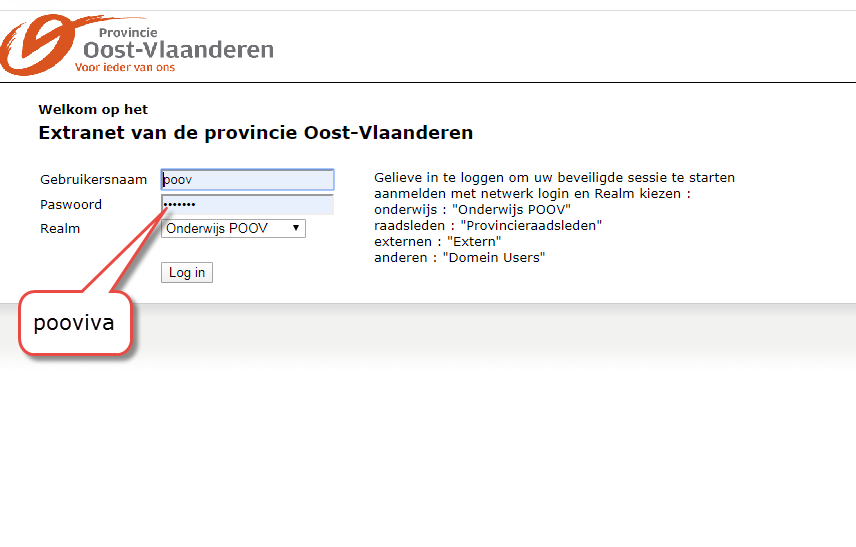 Provincie
Oost-Vlaanderen
Voor ieder van ons
Welkom op het
Extranet van de provincie Oost-Vlaanderen
Gebruikersnaam poov
Paswoord •••••••
Realm Onderwijs POOV
Log in
Gelieve in te loggen om uw beveiligde sessie te starten
aanmelden met netwerk login en Realm kiezen :
onderwijs : "Onderwijs POOV"
raadsleden : "Provincieraadsleden"
externen : "Extern"
anderen : "Domein Users"
pooviva